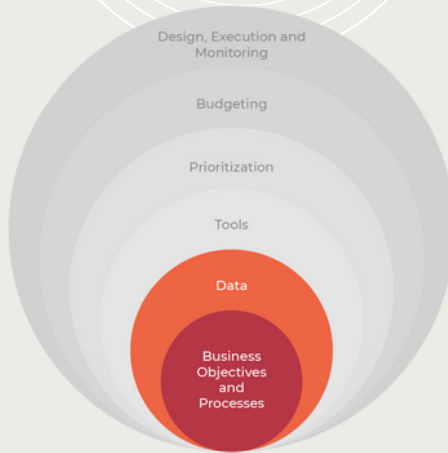 Design, Execution and
Monitoring
Budgeting
Prioritization
Tools
Data
Business
Objectives
and
Processes